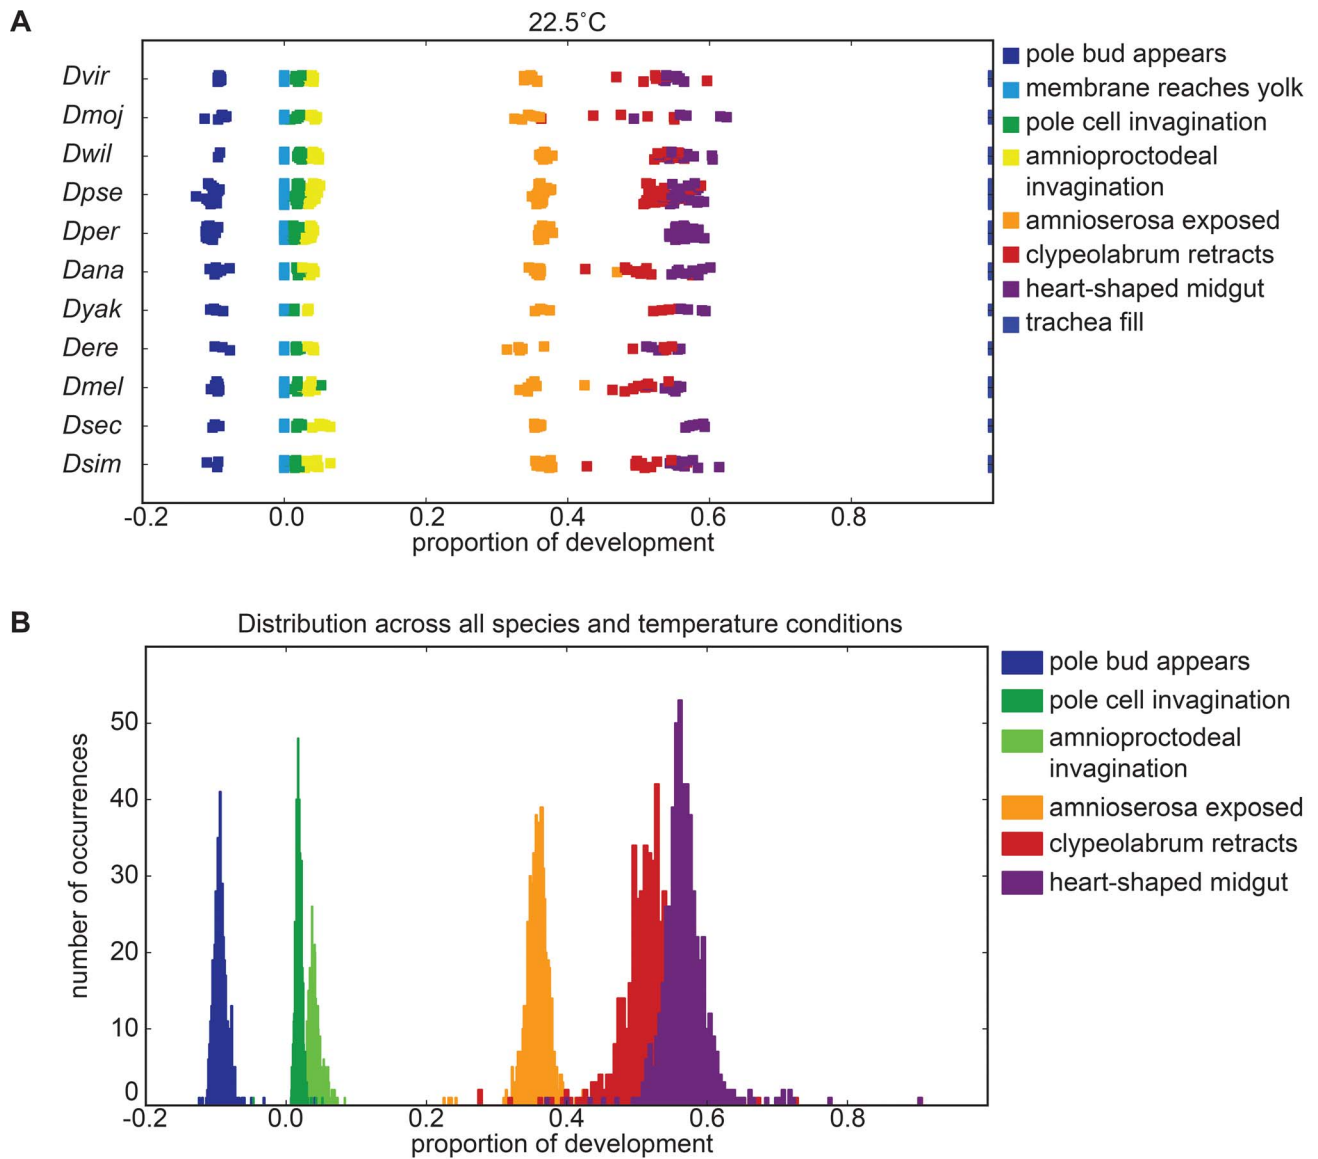 A
22.5°C
Dvir
Dmoj
Dwil
Dpse
Dper
Dana
Dyak
Dere
Dmel
Dsec
Dsim
-0.2 0.0 0.2 0.4 0.6 0.8
proportion of development
pole bud appears
membrane reaches yolk
pole cell invagination
amnioproctodeal
invagination
amnioserosa exposed
clypeolabrum retracts
heart-shaped midgut
trachea fill
B
Distribution across all species and temperature conditions
number of occurrences
50
40
30
20
10
0
-0.2 0.0 0.2 0.4 0.6 0.8
proportion of development
pole bud appears
pole cell invagination
amnioproctodeal
invagination
amnioserosa exposed
clypeolabrum retracts
heart-shaped midgut